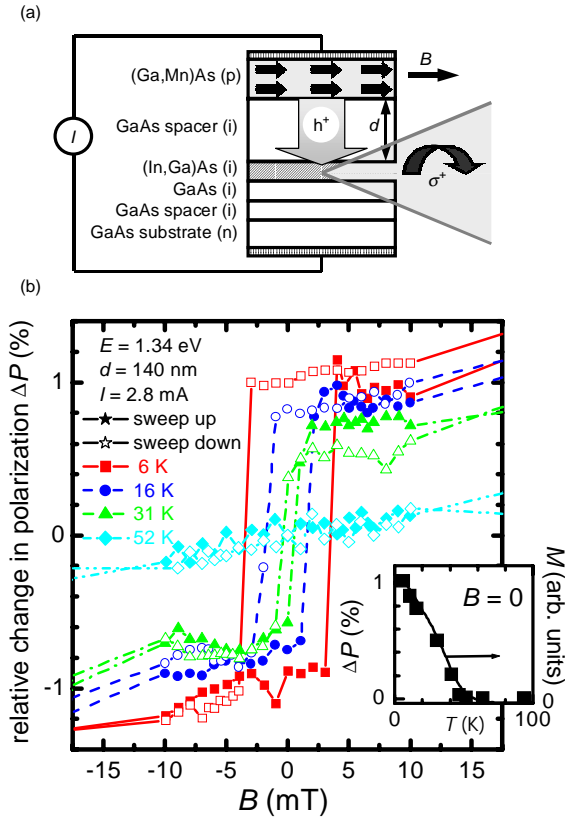 (a)
(Ga,Mn)As (p)
B
I
GaAs spacer (i)
h+
d
(In,Ga)As (i)
σ+
GaAs (i)
GaAs spacer (i)
GaAs substrate (n)
(b)
relative change in polarization ΔP (%)
1
0
-1
E = 1.34 eV
d = 140 nm
I = 2.8 mA
sweep up
sweep down
6 K
16 K
31 K
52 K
ΔP (%)
1
0
B = 0
M (arb. units)
1
0
0
T (K)
100
-15 -10 -5 0 5 10 15
B (mT)